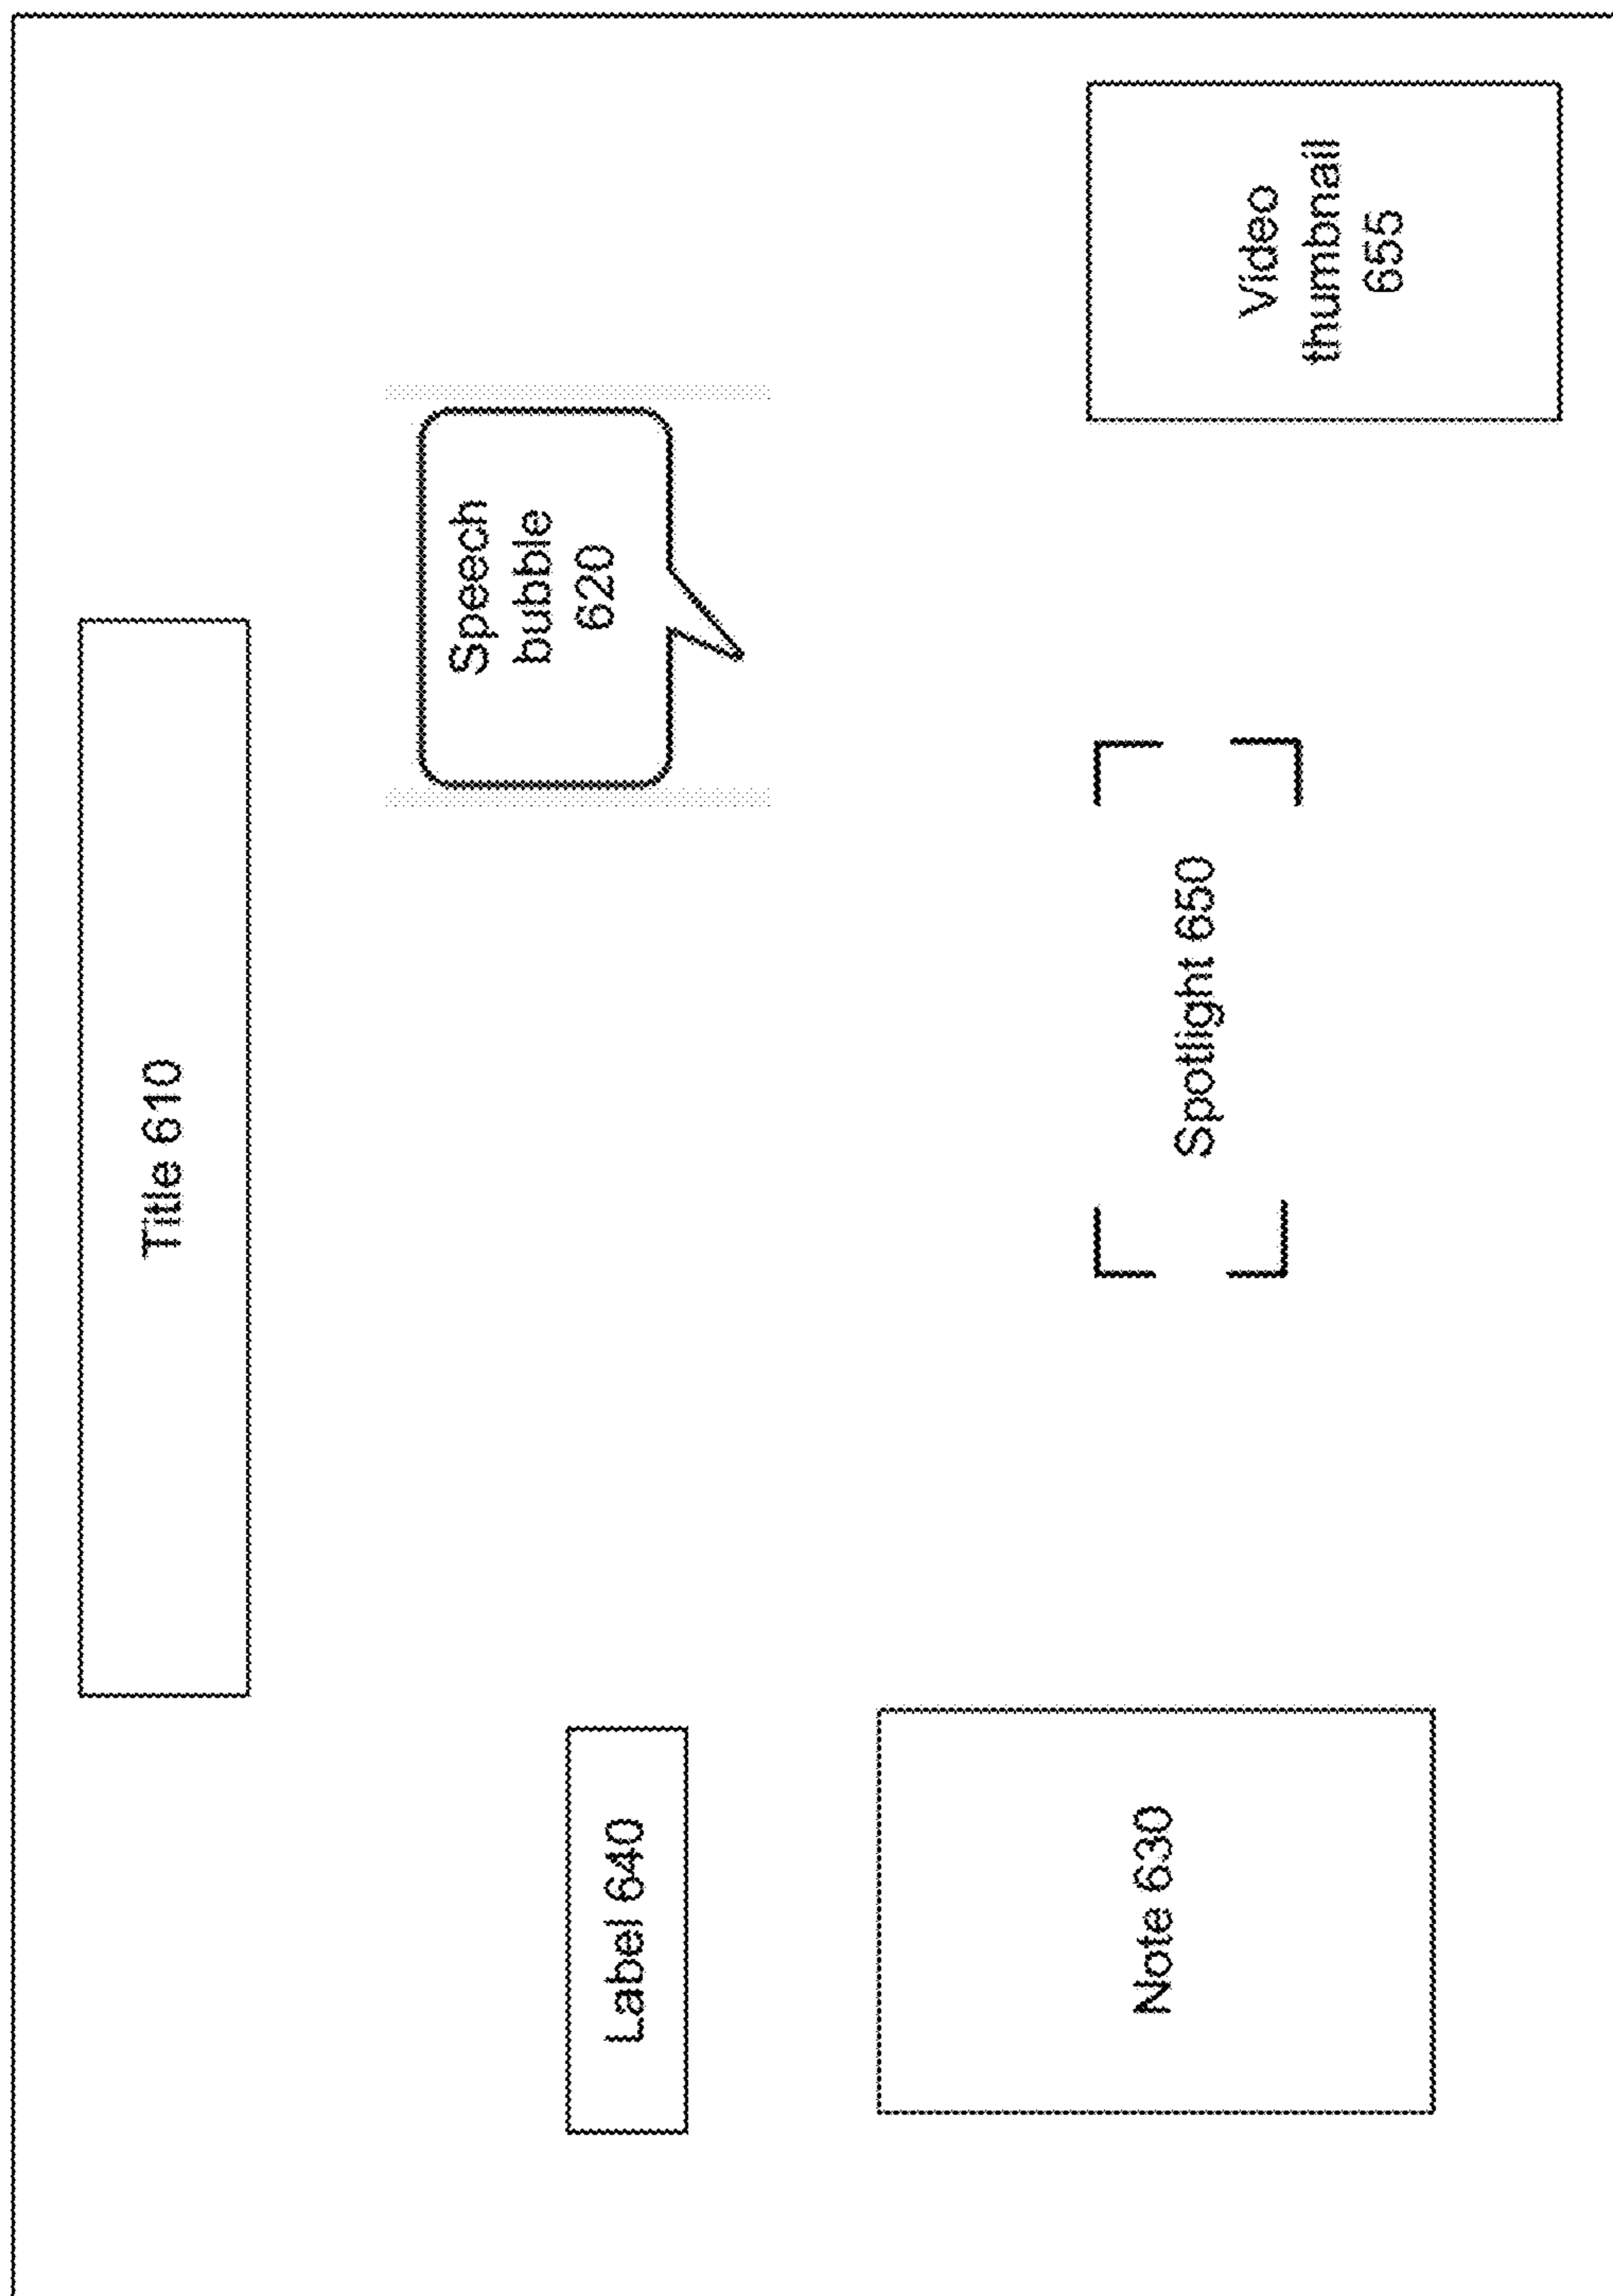 Title 610
Speech
bubble
620
Label 640
Note 630
Spotlight 650
Video
thumbnail
655